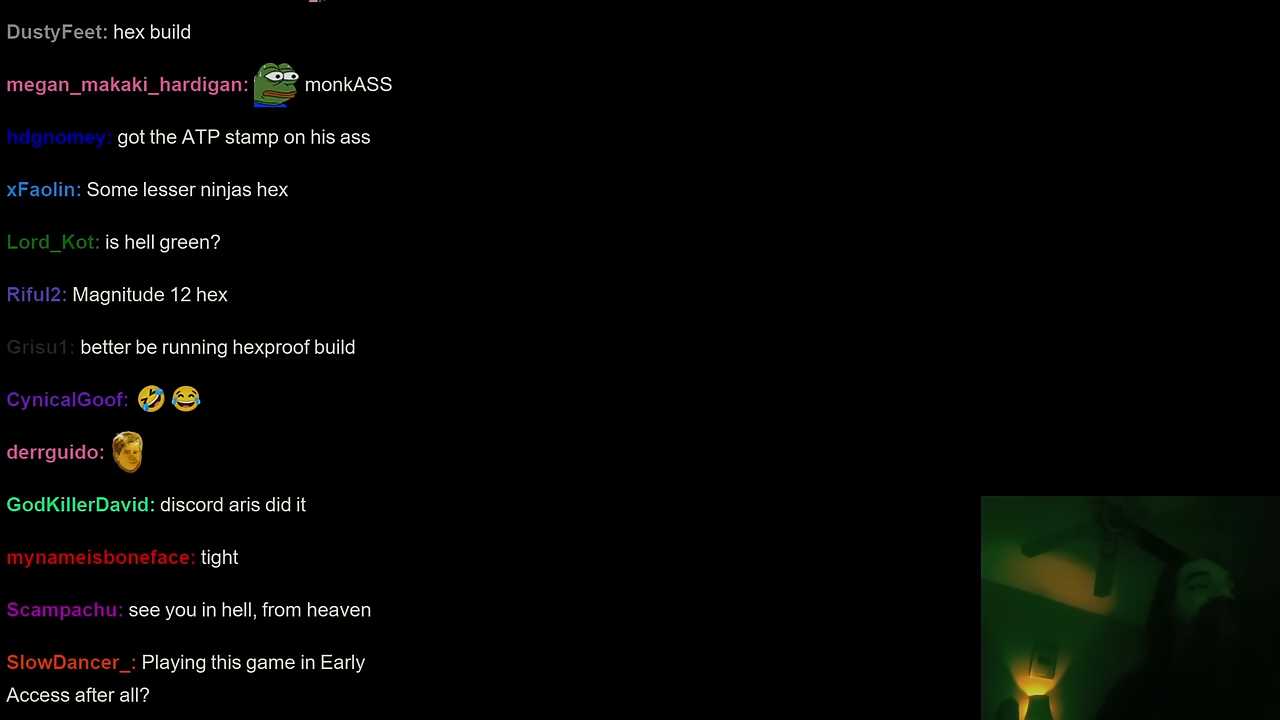 DustyFeet: hex build
megan_makaki_hardigan: monkASS
hdgnomey: got the ATP stamp on his ass
xFaolin: Some lesser ninjas hex
Lord_Kot: is hell green?
Riful2: Magnitude 12 hex
Grisu1: better be running hexproof build
CynicalGoof: 🤣 😂
derrguido:
GodKillerDavid: discord aris did it
mynameisboneface: tight
Scampachu: see you in hell, from heaven
SlowDancer_: Playing this game in Early
Access after all?